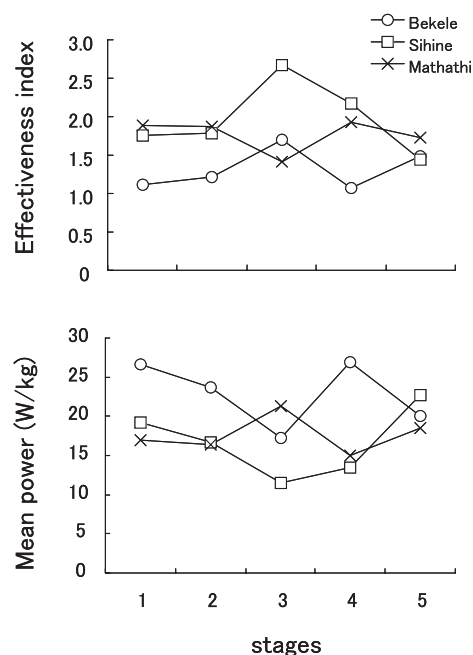 Bekele
Sihine
Mathathi
Effectiveness index
3.0
2.5
2.0
1.5
1.0
0.5
0
Mean power (W/kg)
30
25
20
15
10
5
0
1 2 3 4 5
stages